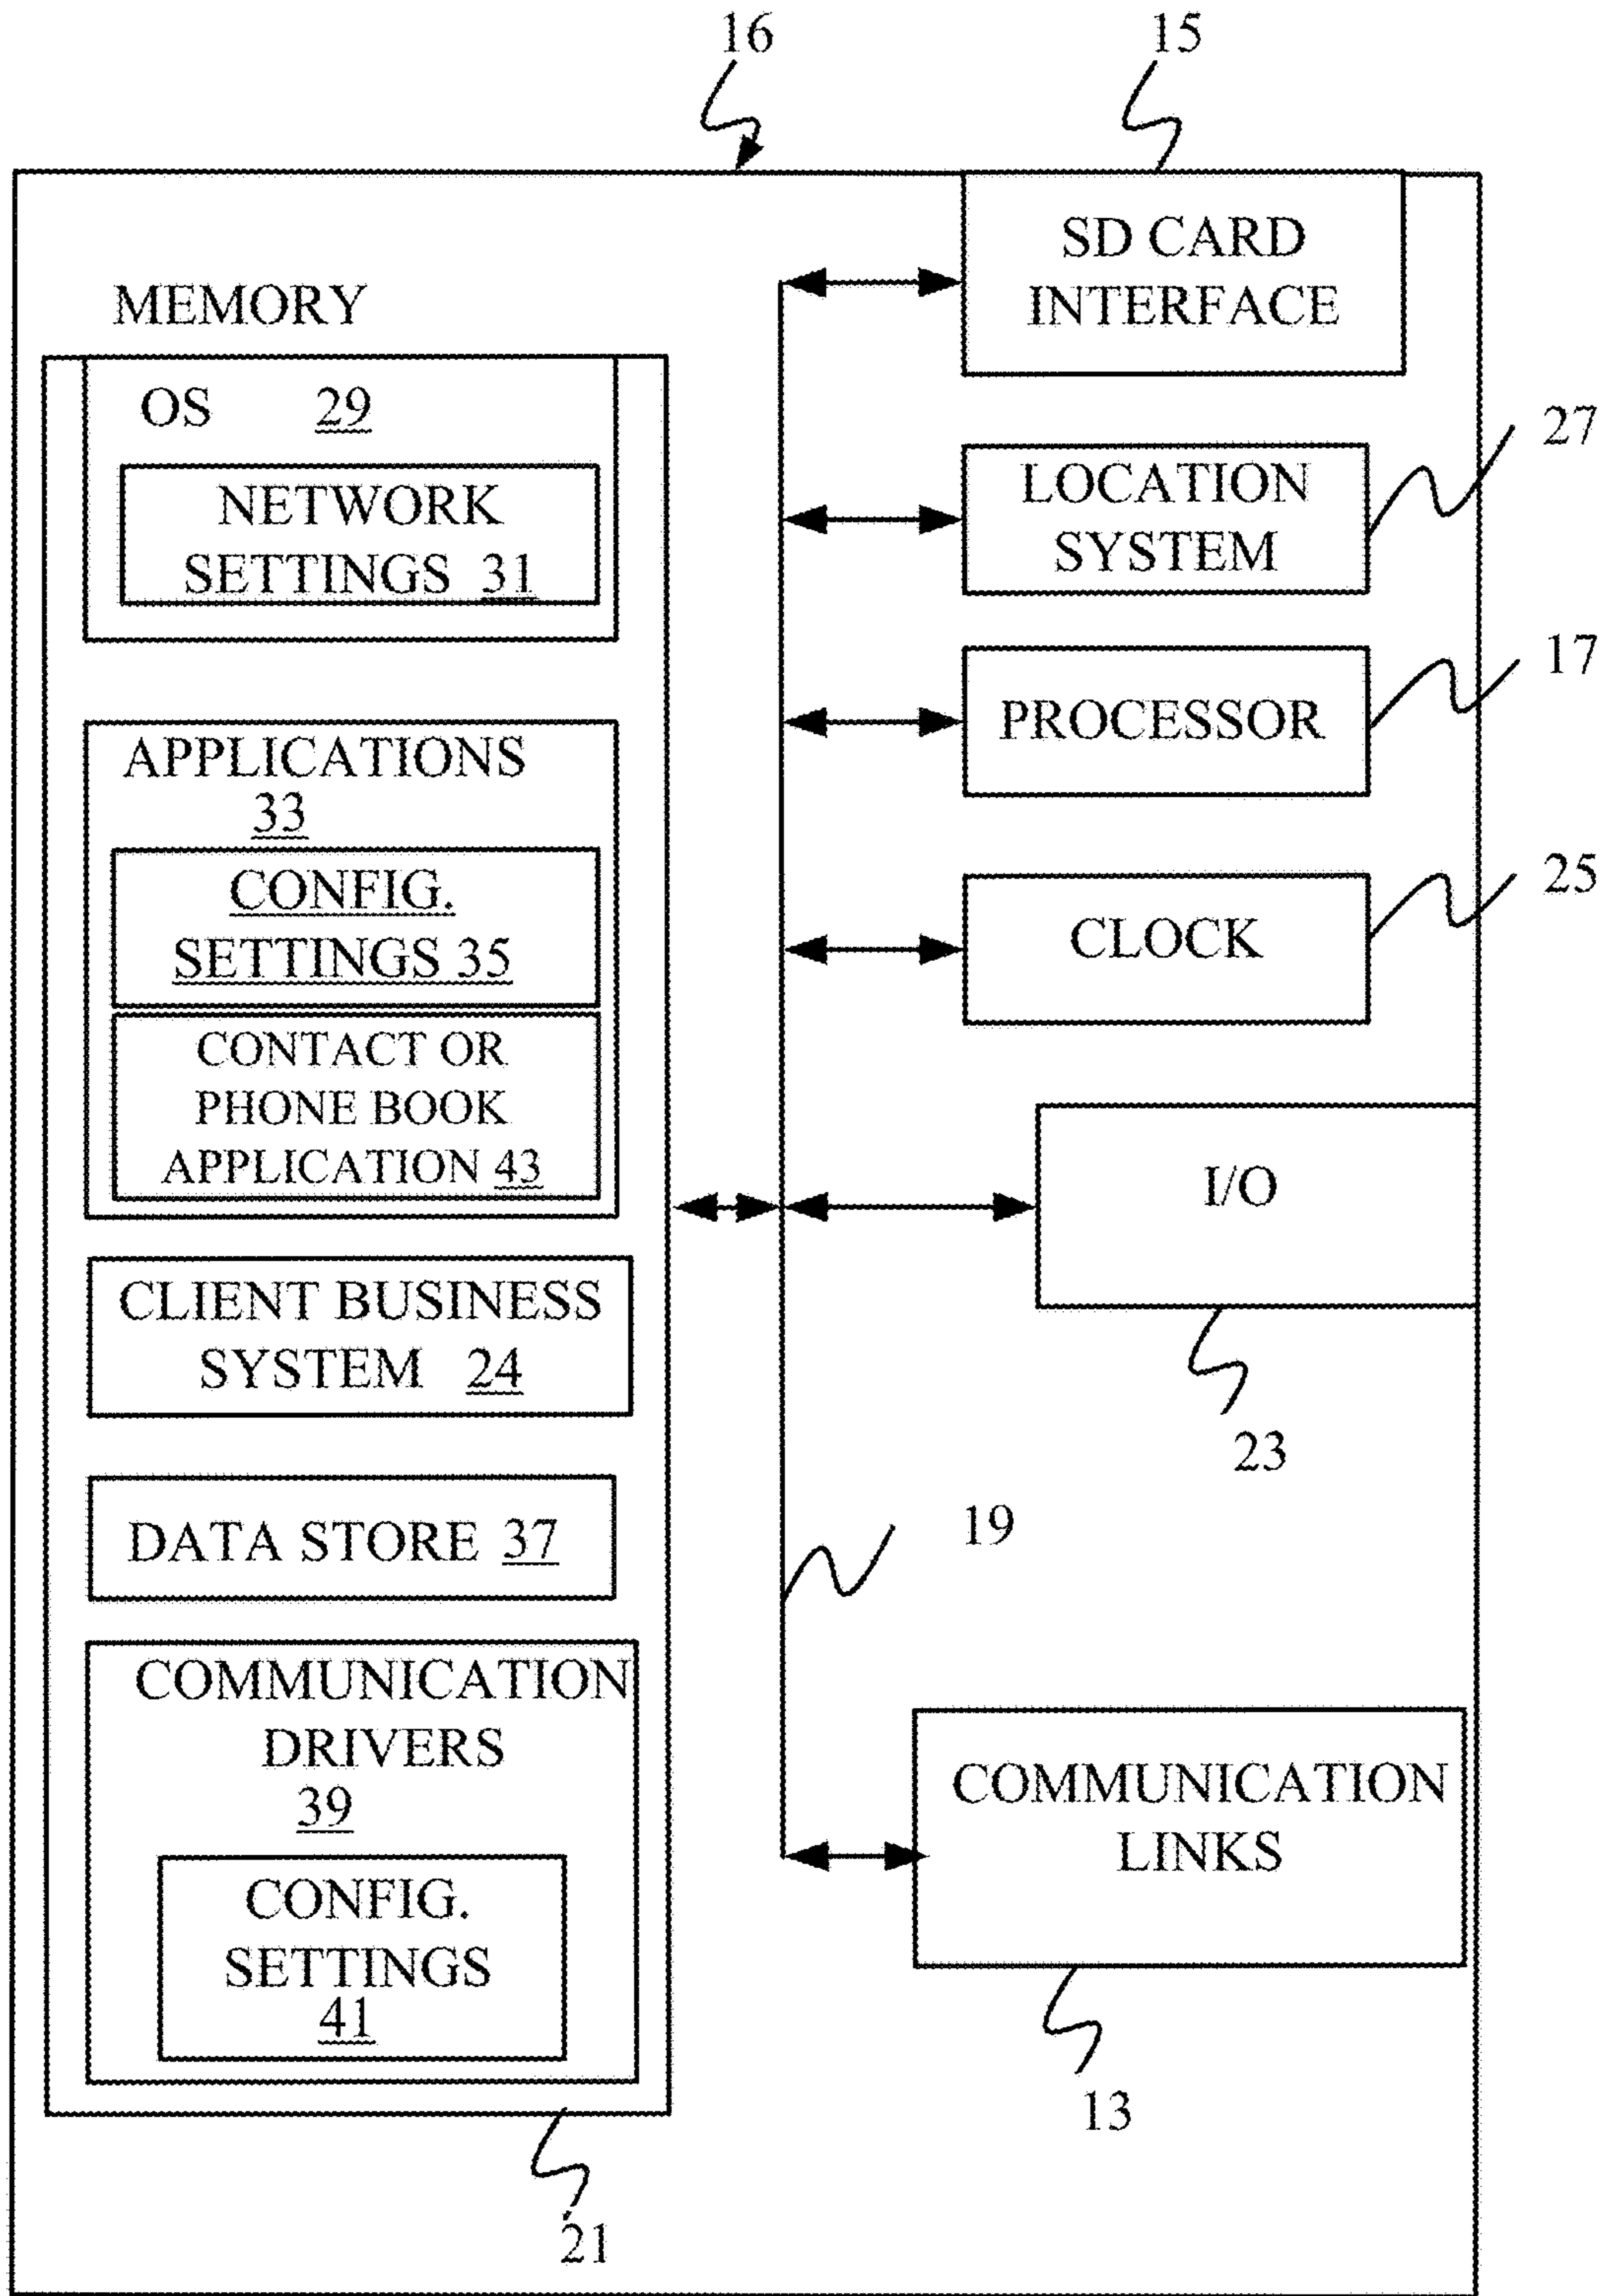 16
15
SD CARD
INTERFACE
MEMORY
OS 29
NETWORK
SETTINGS 31
27
LOCATION
SYSTEM
17
PROCESSOR
APPLICATIONS
33
CONFIG.
SETTINGS 35
25
CLOCK
CONTACT OR
PHONE BOOK
APPLICATION 43
I/O
23
CLIENT BUSINESS
SYSTEM 24
DATA STORE 37
19
COMMUNICATION
DRIVERS
39
CONFIG.
SETTINGS
41
COMMUNICATION
LINKS
13
21